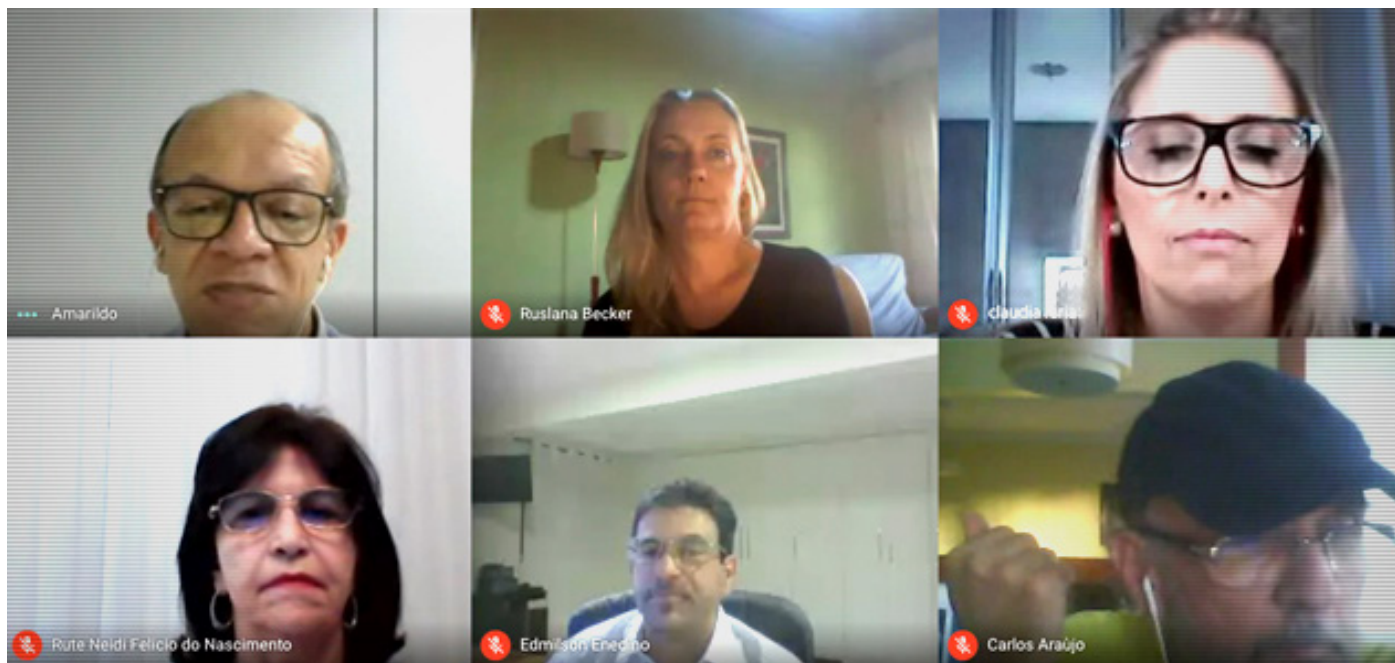 Amarildo
Ruslana Becker
claudia
Rute Neidi Felicio do Nascimento
Edmilson Enedino
Carlos Araújo